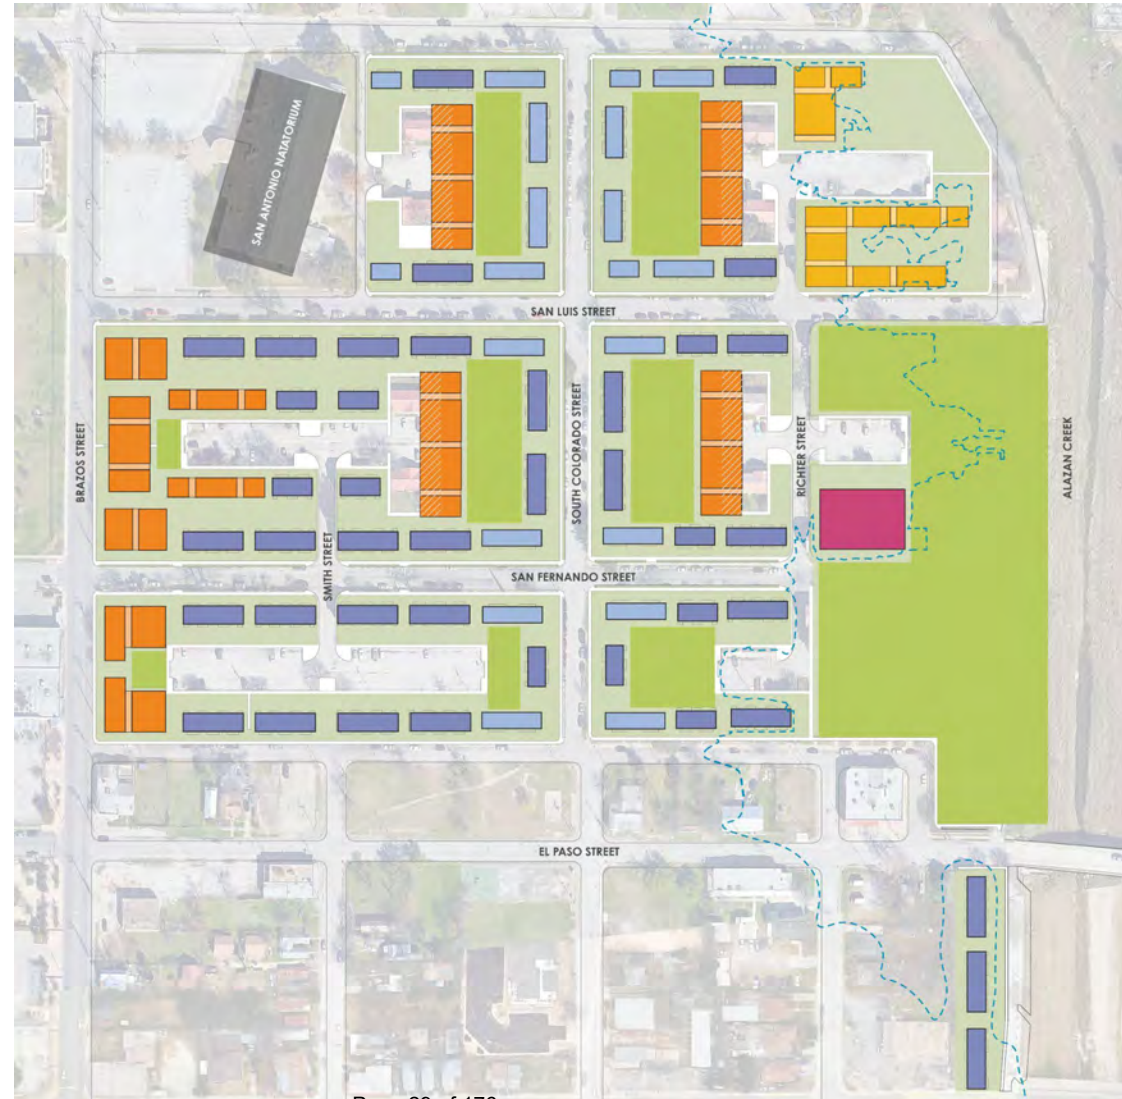 SAN ANTONIO NATATORIUM
SAN LUIS STREET
BRAZOS STREET
SOUTH COLORADO STREET
RICHTER STREET
ALAZAN CREEK
SMITH STREET
SAN FERNANDO STREET
EL PASO STREET